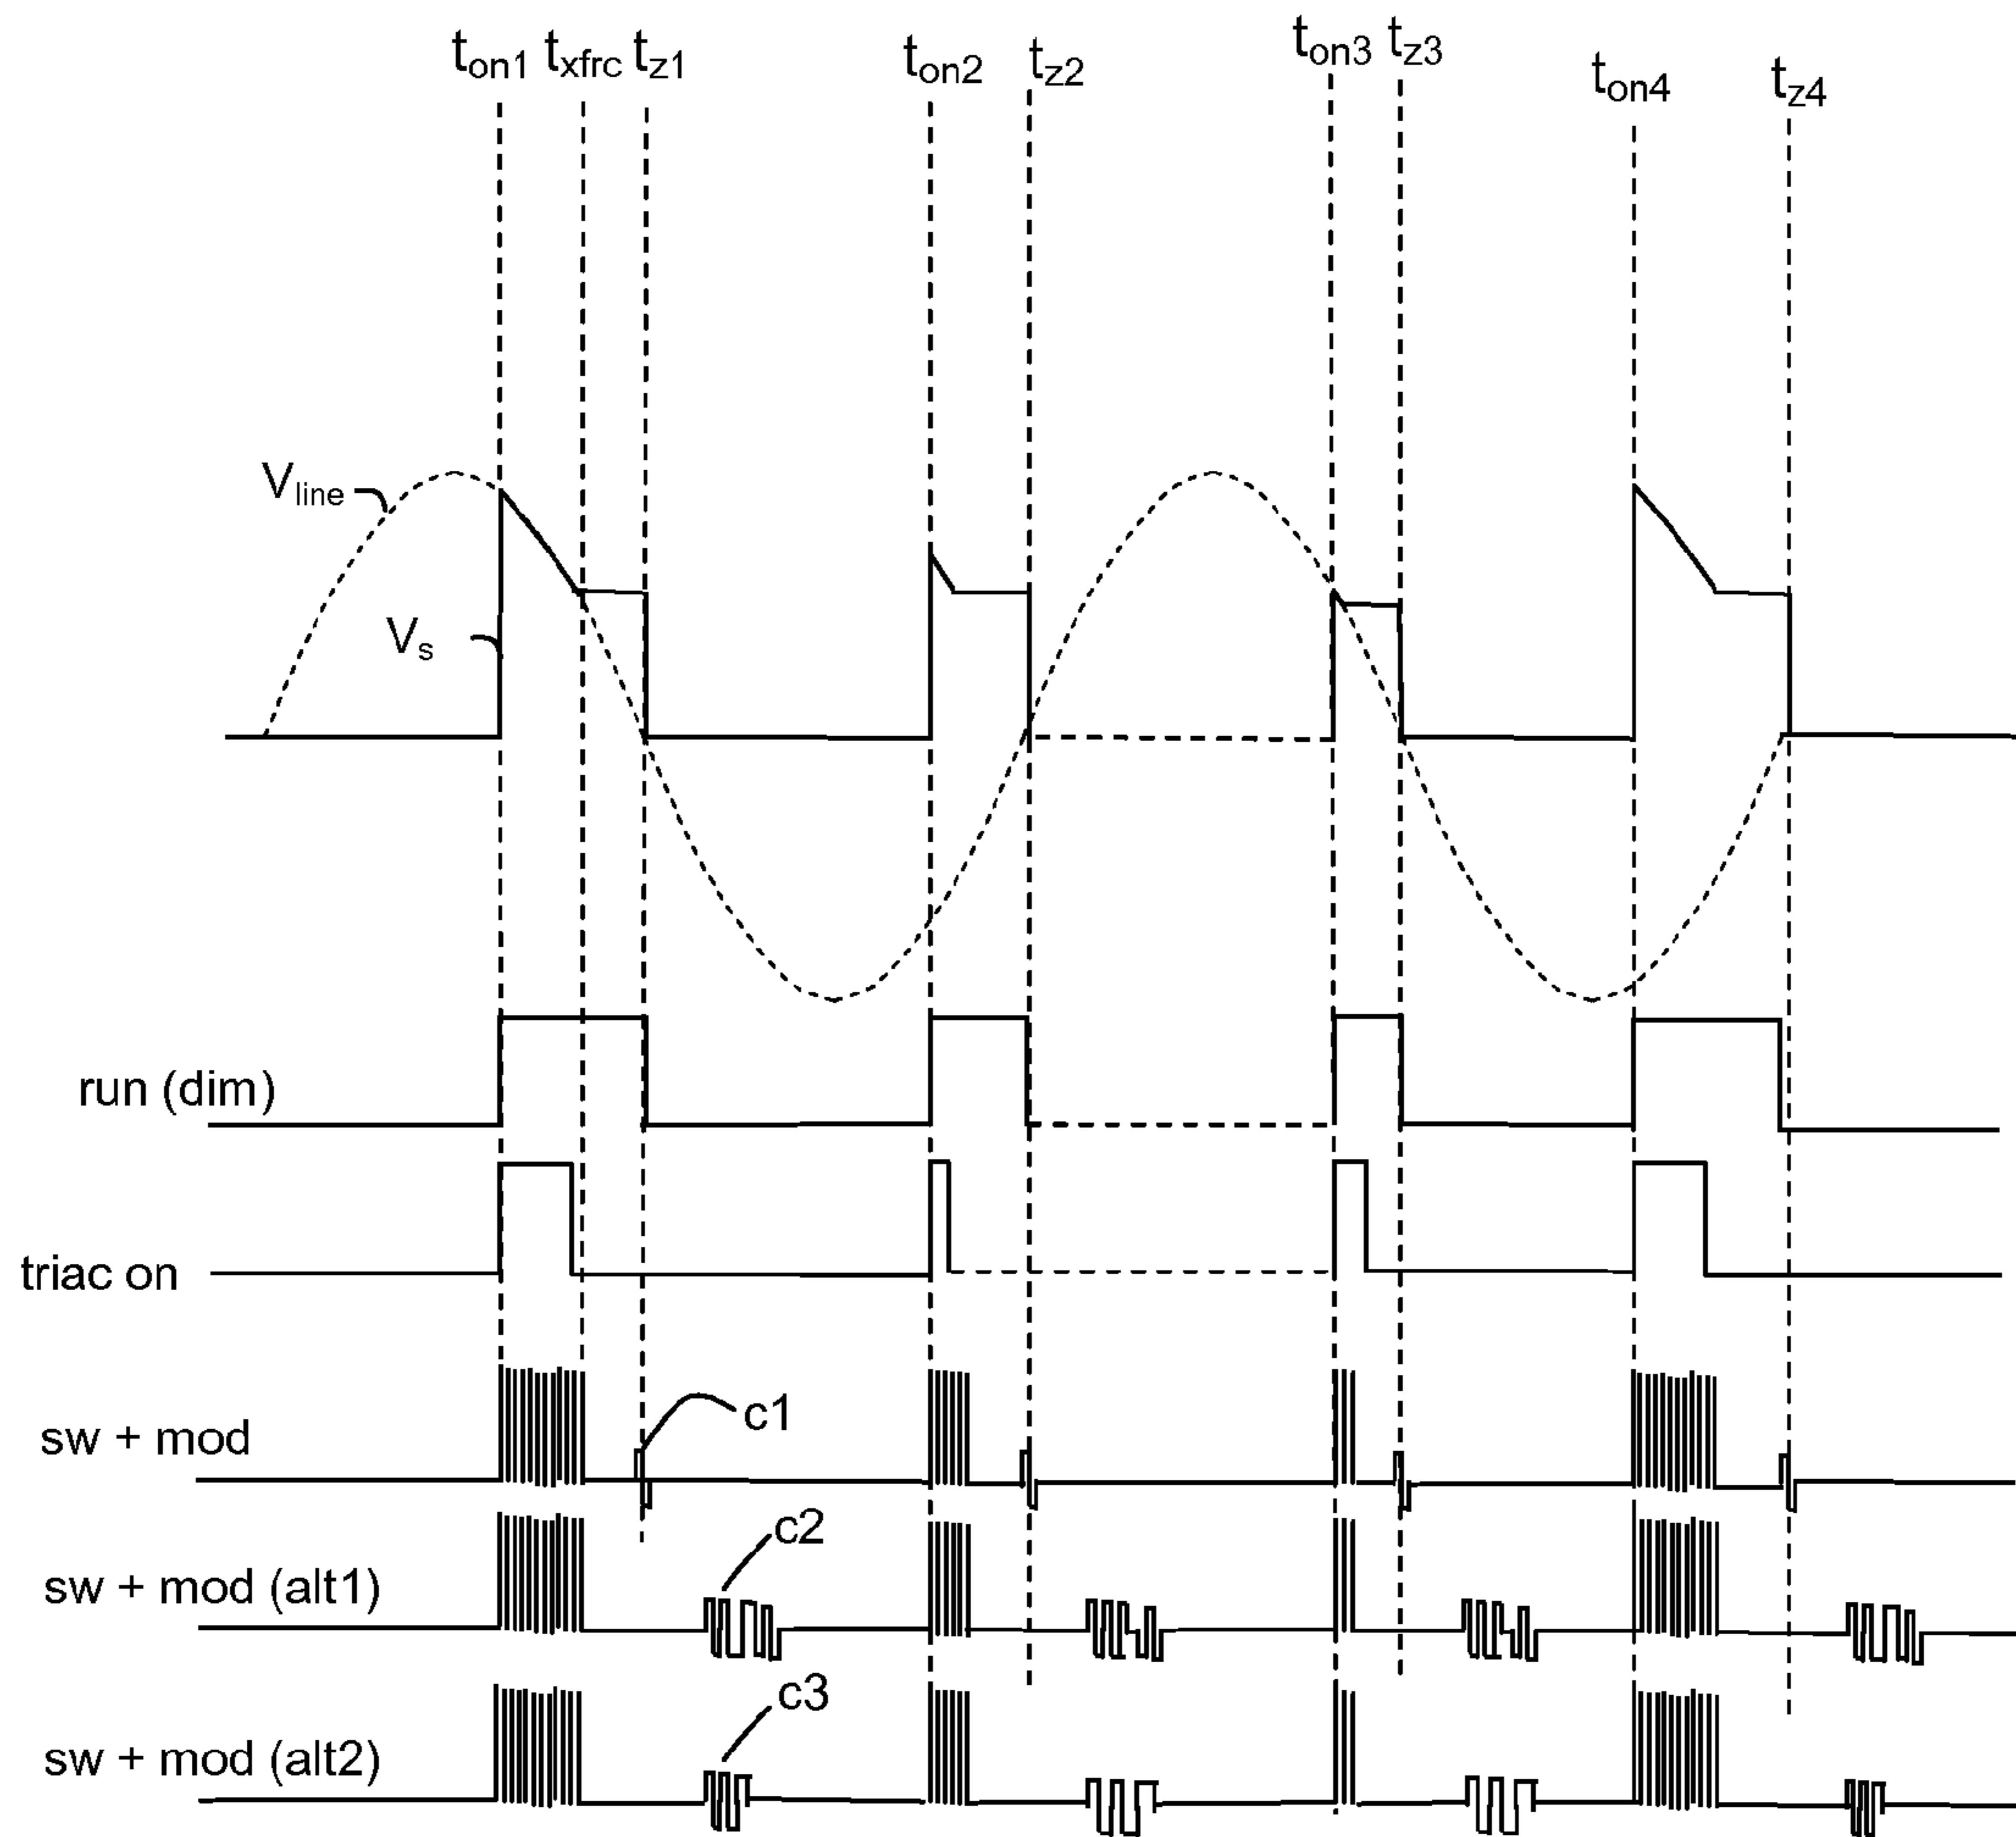 ton1 txfrc tz1 ton2 tz2 ton3 tz3 ton4 tz4
Vline
Vs
run (dim)
triac on
sw + mod
c1
sw + mod (alt1)
c2
sw + mod (alt2)
c3